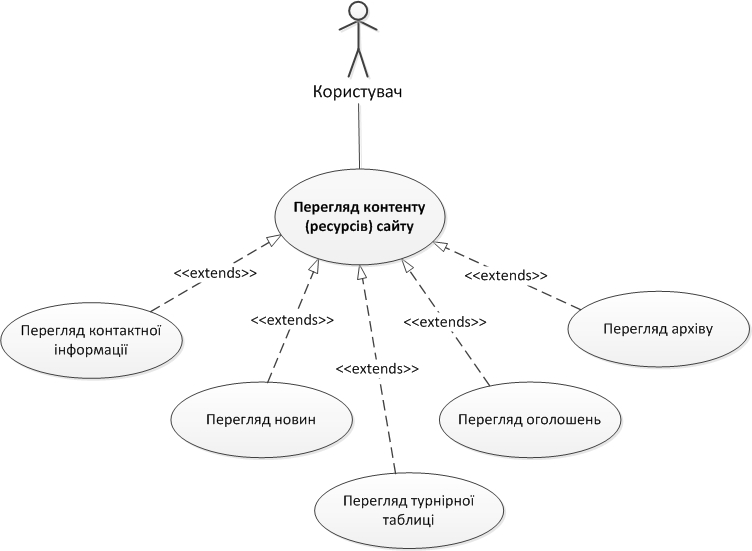 Користувач
Перегляд контенту
(ресурсів) сайту
<<extends>>
<<extends>>
<<extends>>
<<extends>>
<<extends>>
Перегляд контактної
інформації
Перегляд архіву
Перегляд новин
Перегляд оголошень
Перегляд турнірної
таблиці